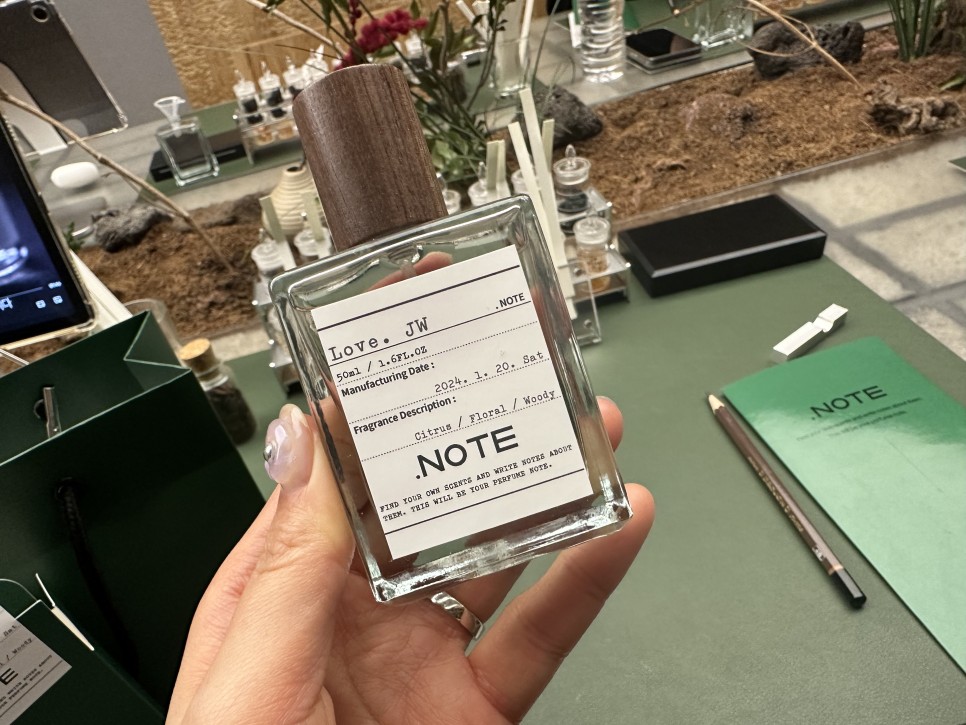 .NOTE
Love. JW
50ml / 1.6FL.OZ
Manufacturing Date :
2024. 1. 20. Sat
Fragrance Description :
Citrus / Floral / Woody
.NOTE
FIND YOUR OWN SCENTS AND WRITE NOTES ABOUT
THEM. THIS WILL BE YOUR PERFUME NOTE.
.NOTE